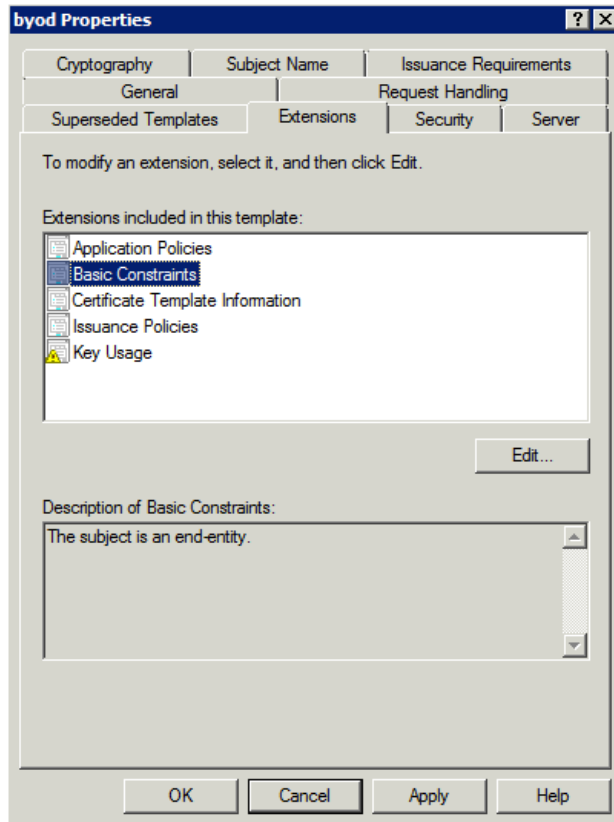 byod Properties
Cryptography
Subject Name
Issuance Requirements
General
Request Handling
Superseded Templates
Extensions
Security
Server
To modify an extension, select it, and then click Edit.
Extensions included in this template:
Application Policies
Basic Constraints
Certificate Template Information
Issuance Policies
Key Usage
Edit...
Description of Basic Constraints:
The subject is an end-entity.
OK
Cancel
Apply
Help